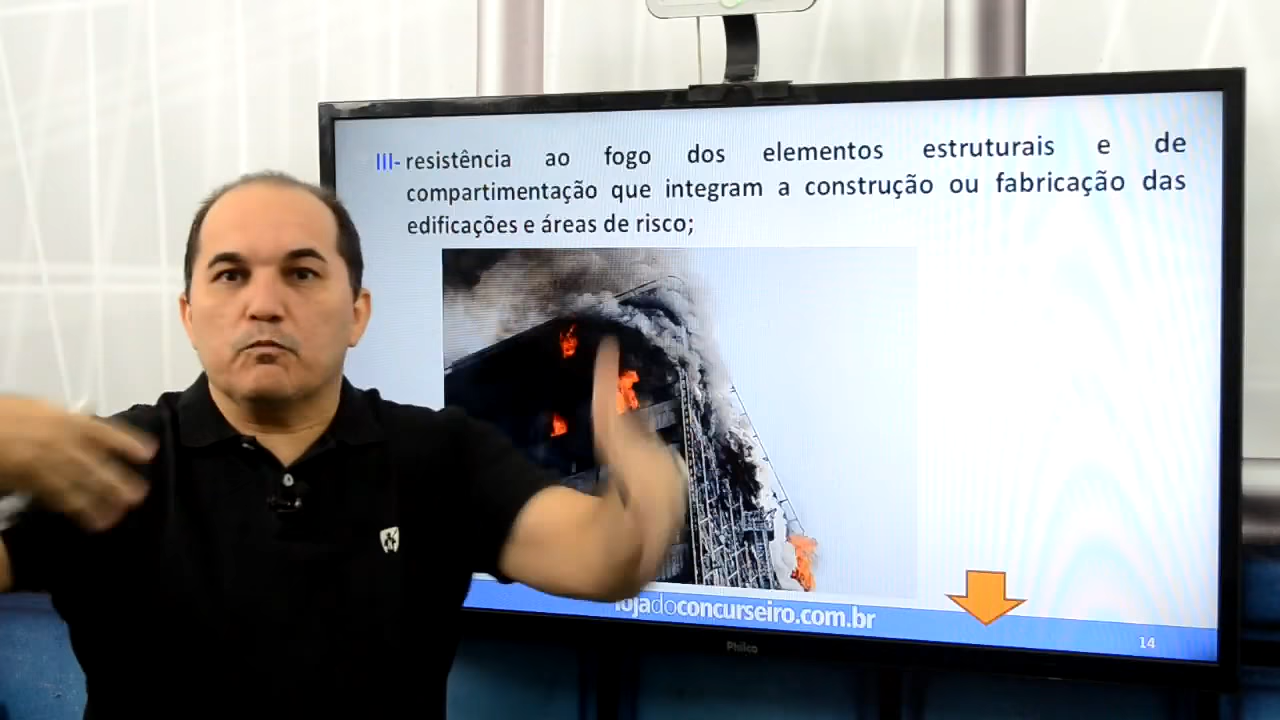 III- resistência ao fogo dos elementos estruturais e de
compartimentação que integram a construção ou fabricação das
edificações e áreas de risco;
lojadoconcurseiro.com.br
14
Philco